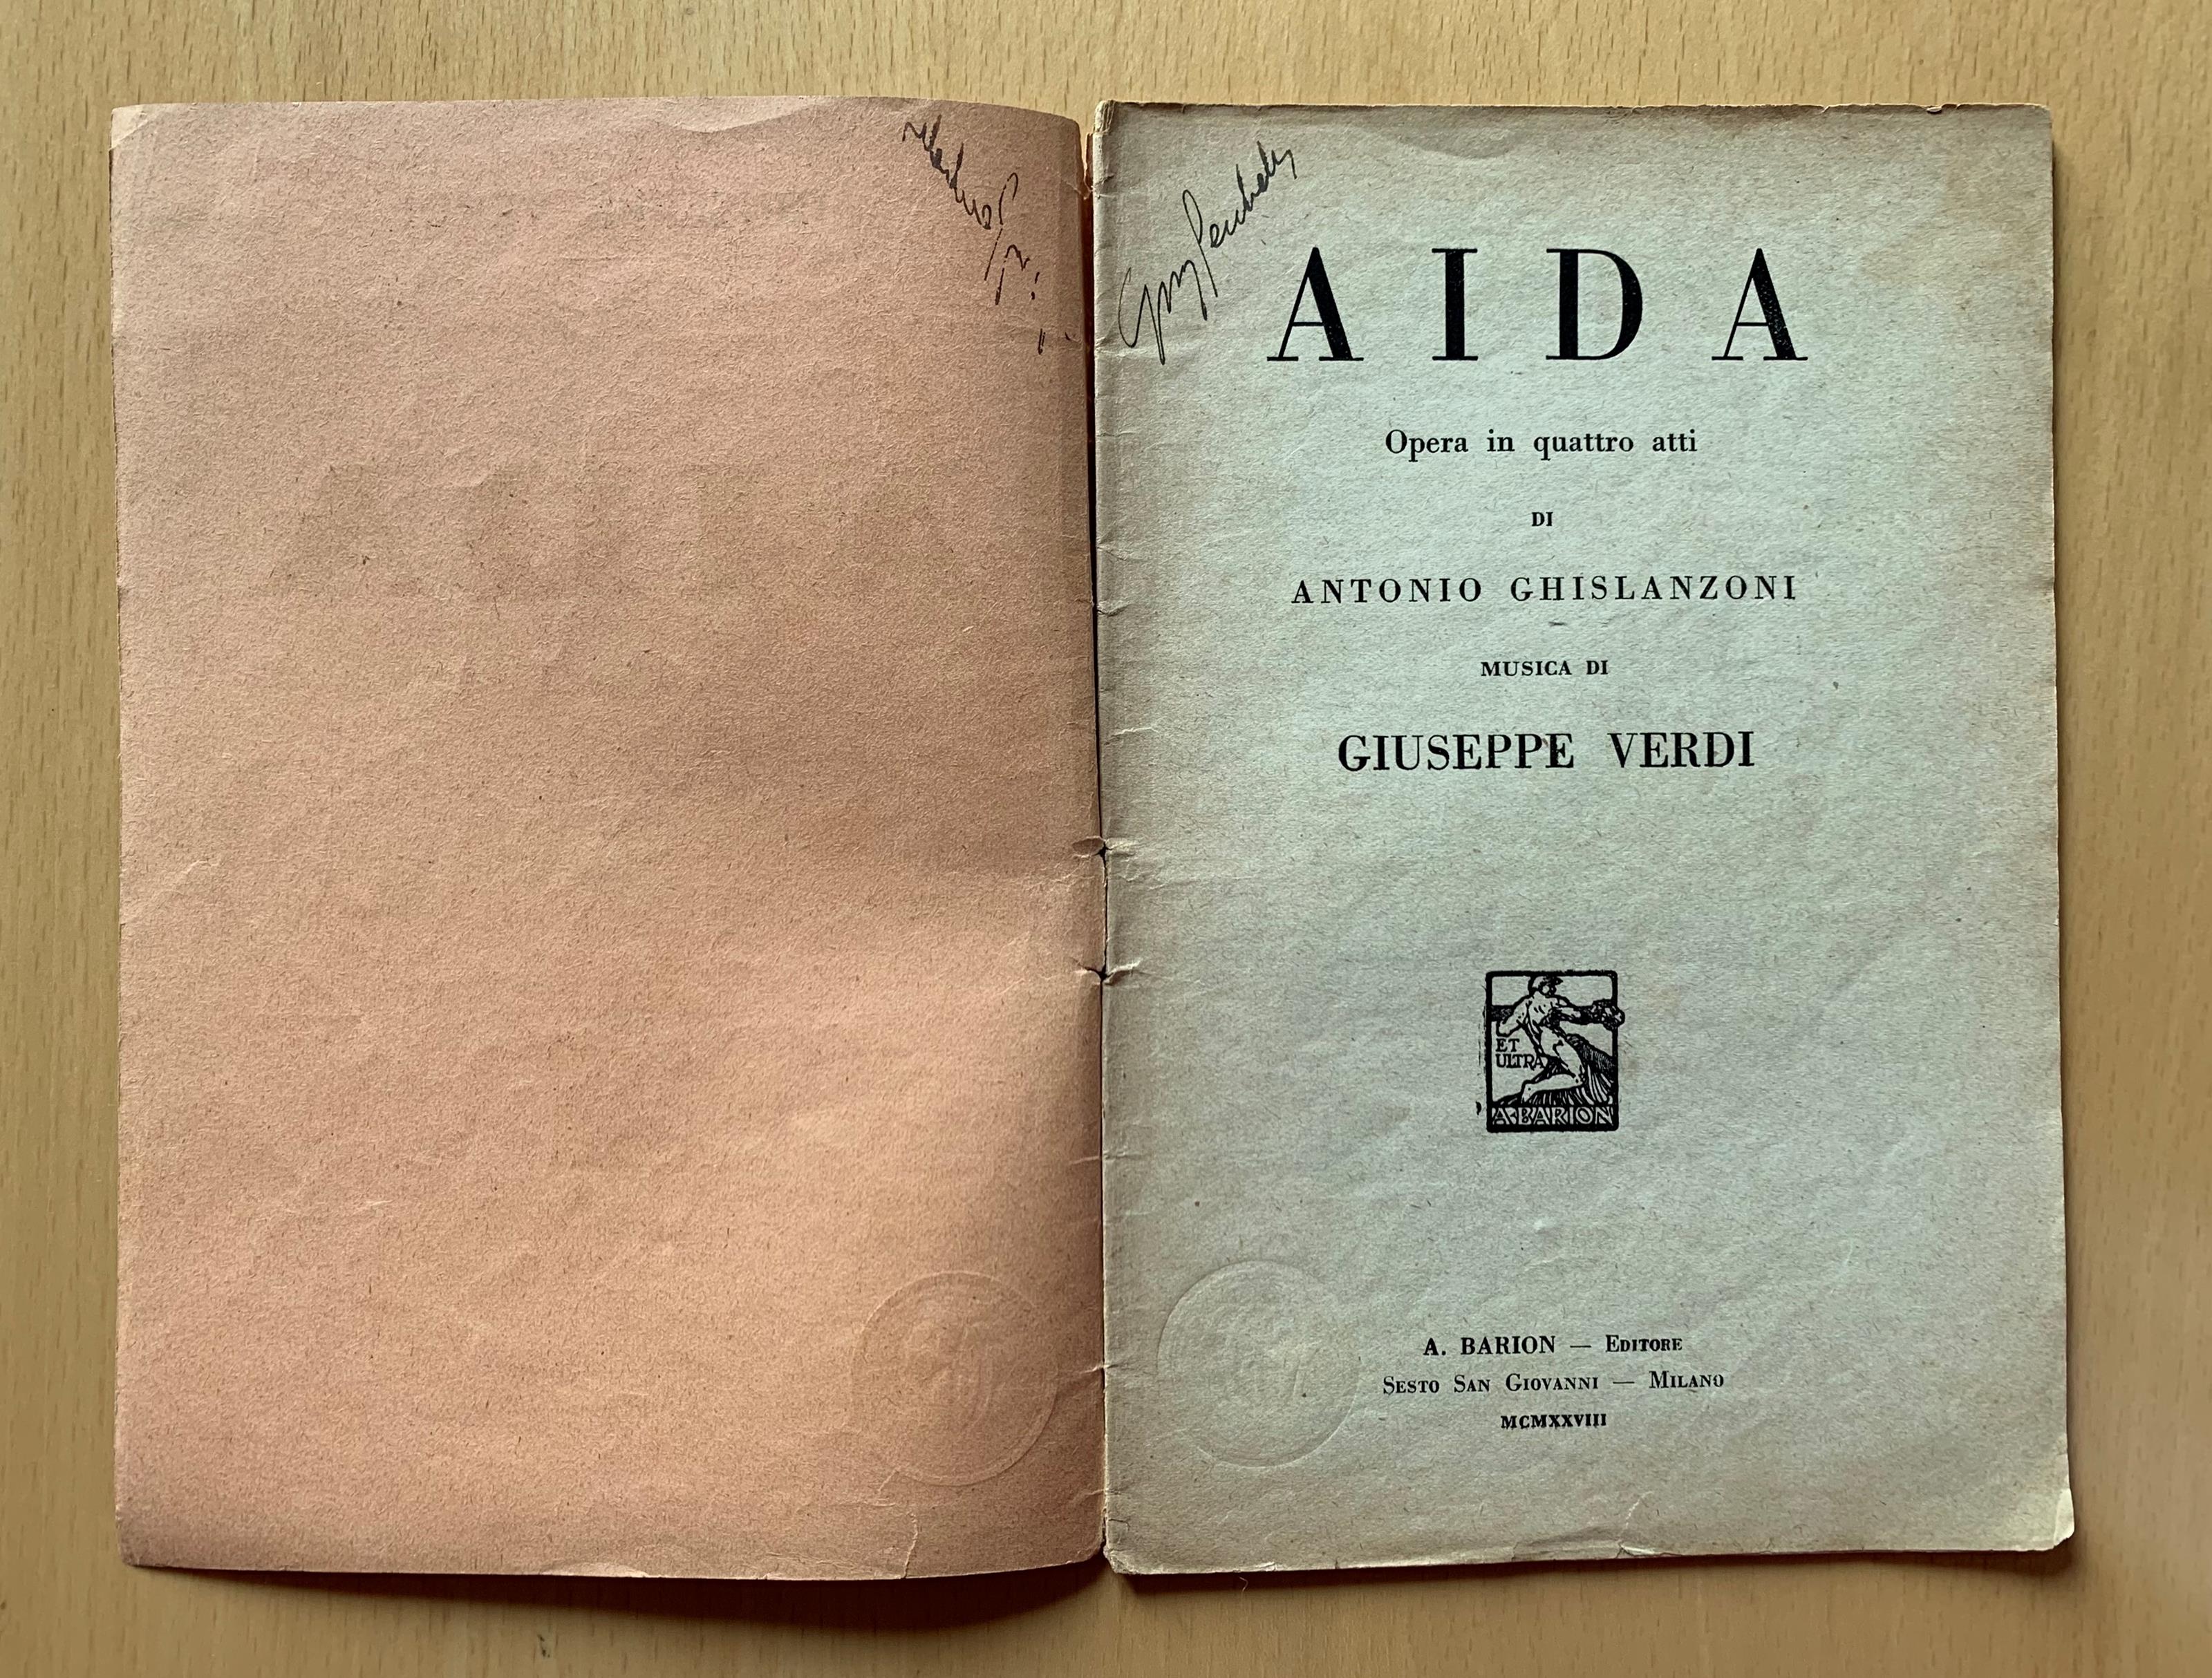 AIDA
Opera in quattro atti
DI
ANTONIO GHISLANZONI
MUSICA DI
GIUSEPPE VERDI
ET
ULTRA
A·BARION
A. BARION — EDITORE
SESTO SAN GIOVANNI — MILANO
MCMXXVIII